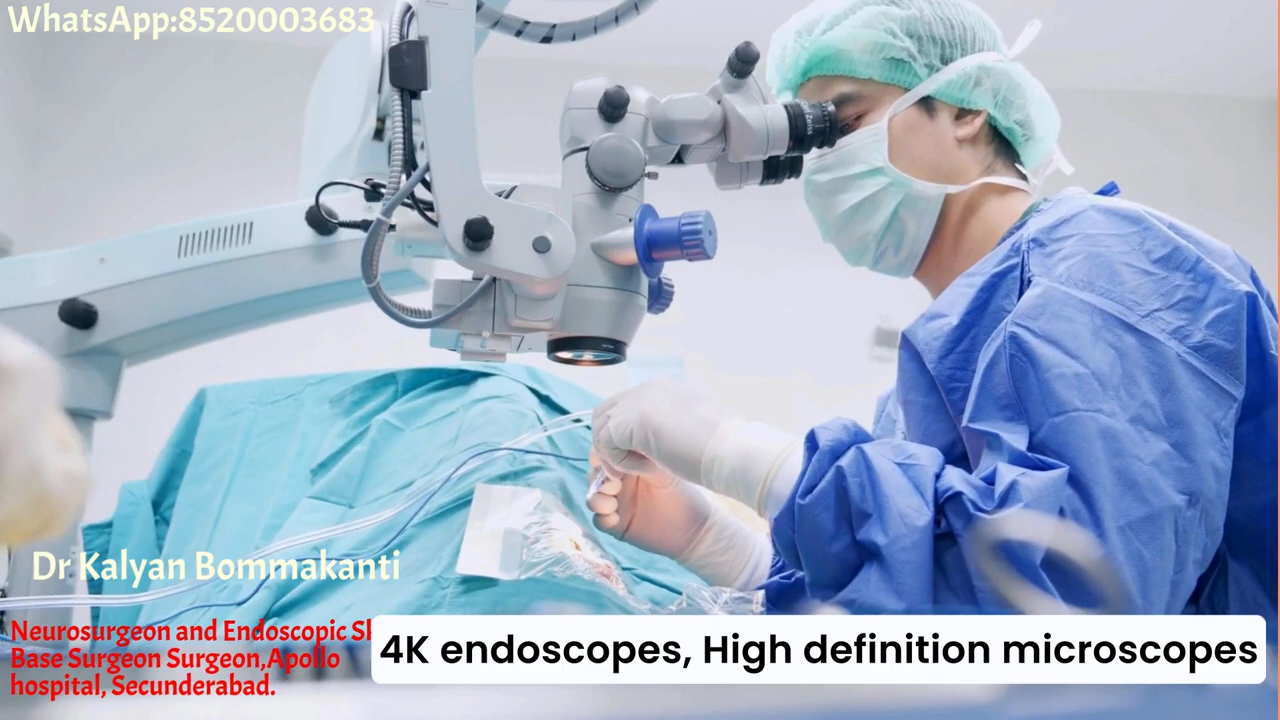 WhatsApp:8520003683
Zeiss
Dr Kalyan Bommakanti
Neurosurgeon and Endoscopic
Base Surgeon Surgeon,Apollo
hospital, Secunderabad.
4K endoscopes, High definition microscopes